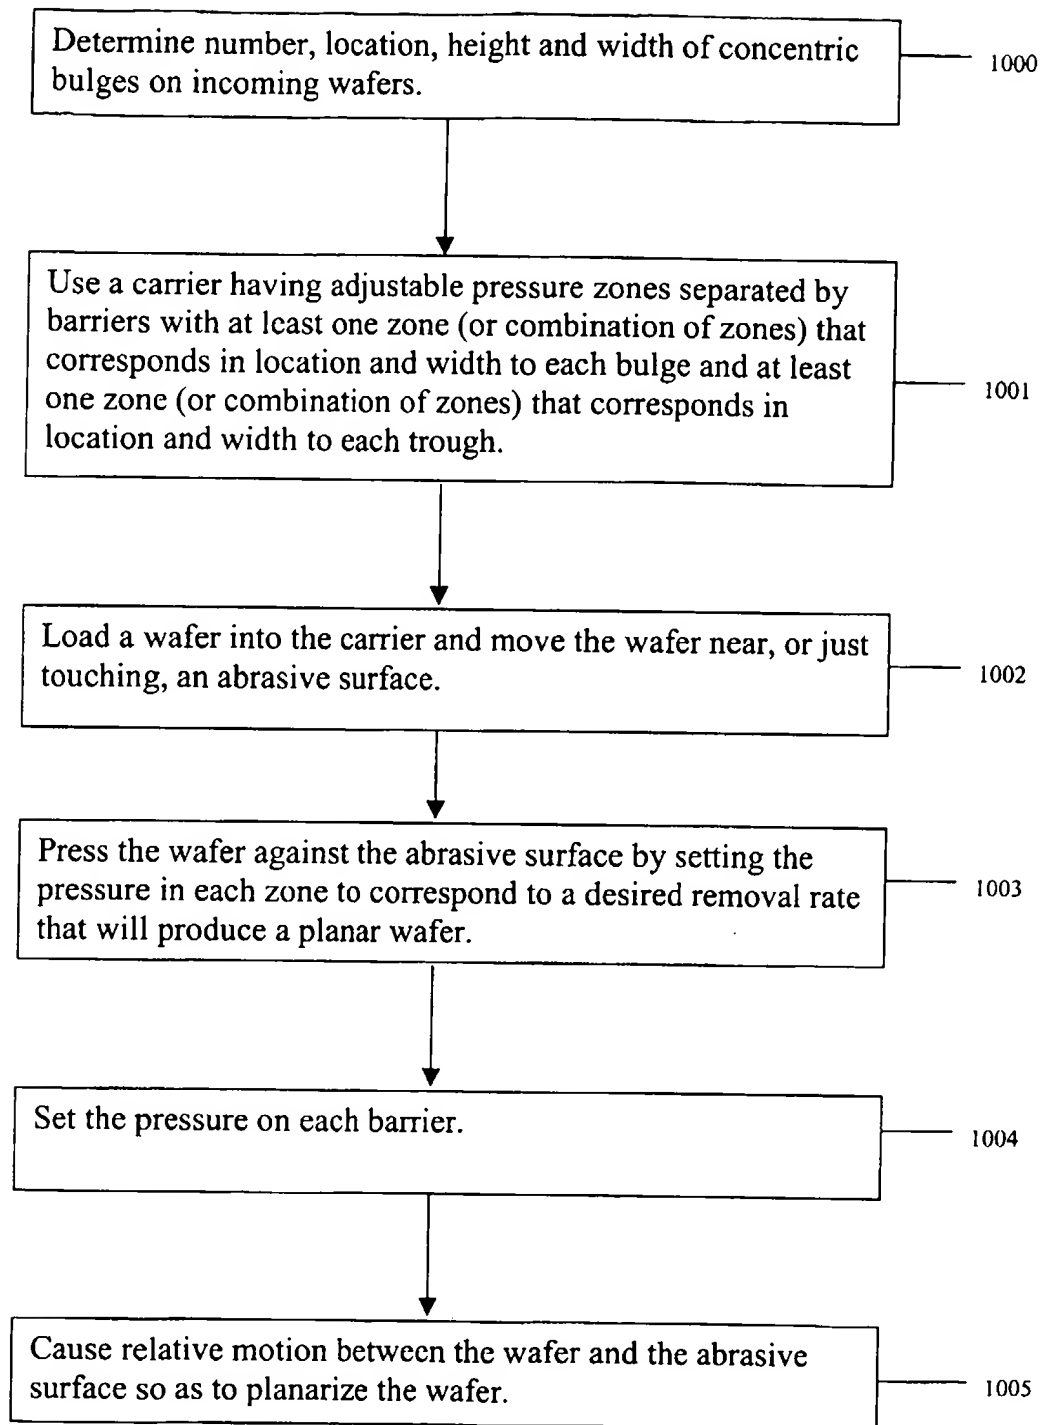 Determine number, location, height and width of concentric
bulges on incoming wafers.
1000
Use a carrier having adjustable pressure zones separated by
barriers with at least one zone (or combination of zones) that
corresponds in location and width to each bulge and at least
one zone (or combination of zones) that corresponds in
location and width to each trough.
1001
Load a wafer into the carrier and move the wafer near, or just
touching, an abrasive surface.
1002
Press the wafer against the abrasive surface by setting the
pressure in each zone to correspond to a desired removal rate
that will produce a planar wafer.
1003
Set the pressure on each barrier.
1004
Cause relative motion between the wafer and the abrasive
surface so as to planarize the wafer.
1005